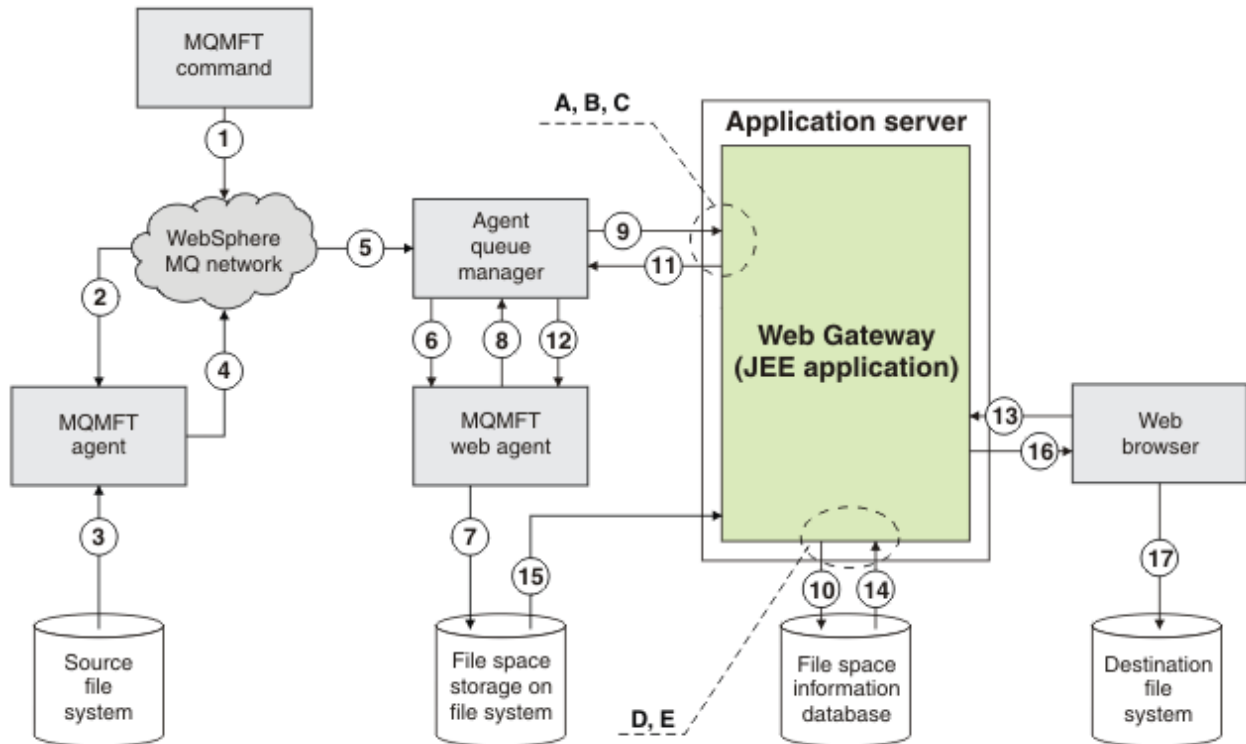 MQMFT
command
A, B, C
Application server
1
WebSphere
MQ network
5
Agent
queue
manager
9
11
2
4
6
8
12
Web Gateway
(JEE application)
MQMFT
agent
MQMFT
web agent
13
16
Web
browser
3
7
15
10
14
17
Source
file
system
File space
storage on
file system
D, E
File space
information
database
Destination
file
system